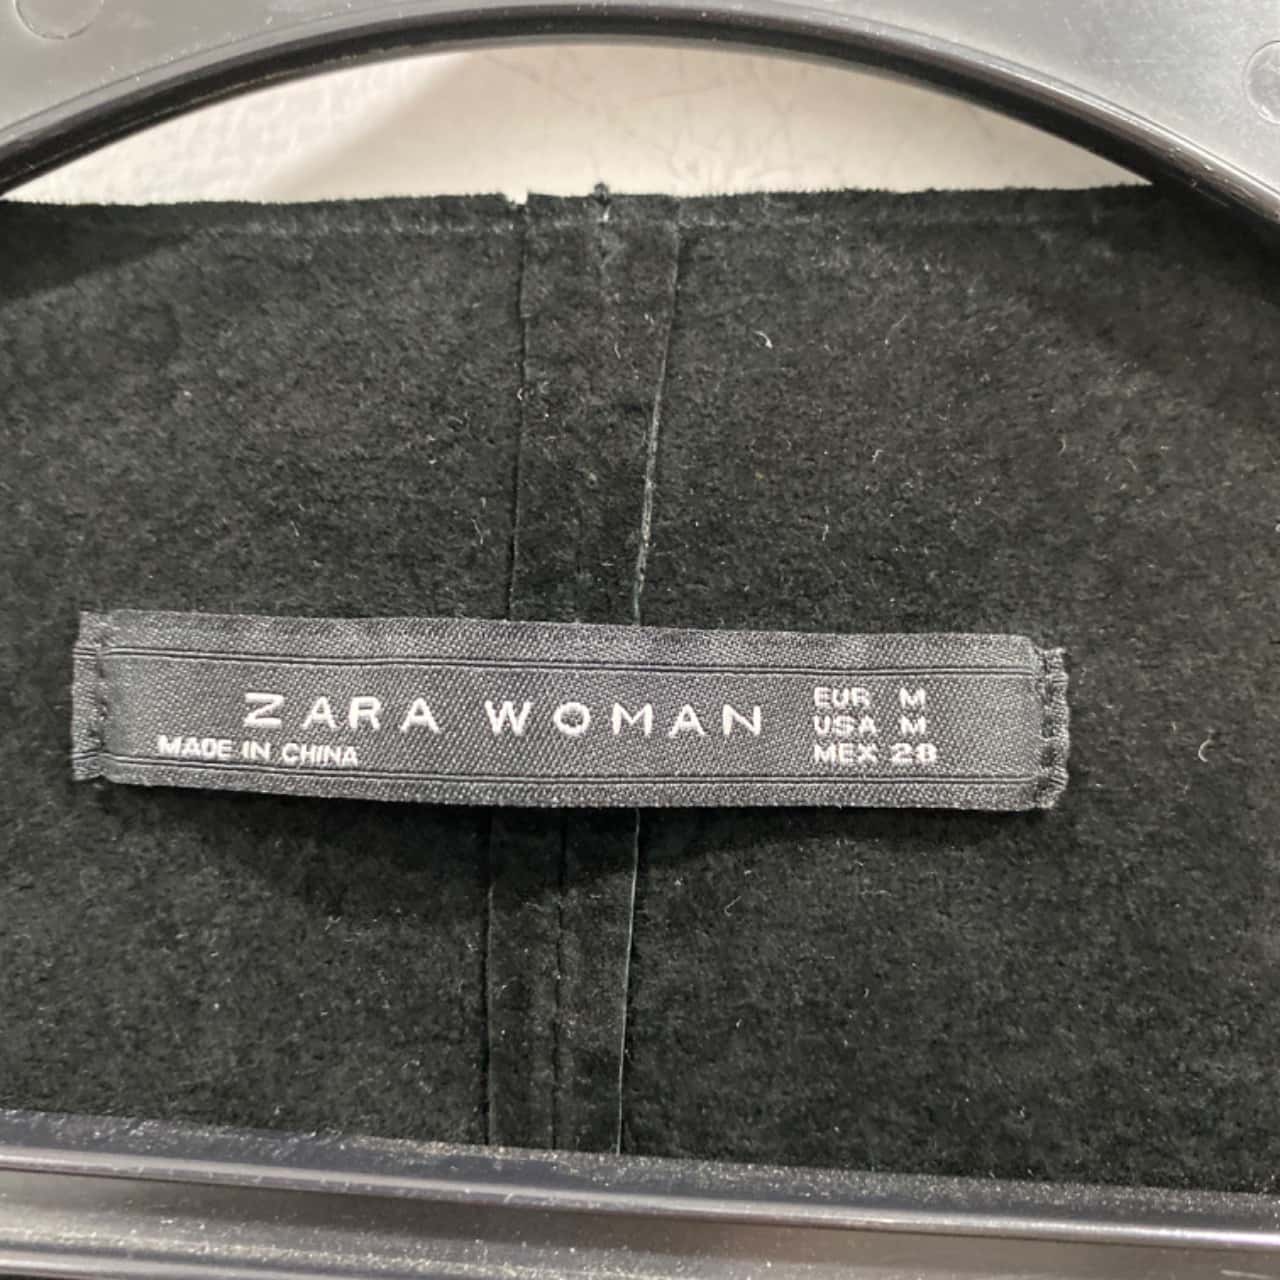 ZARA WOMAN
MADE IN CHINA
EUR M
USA M
MEX 28